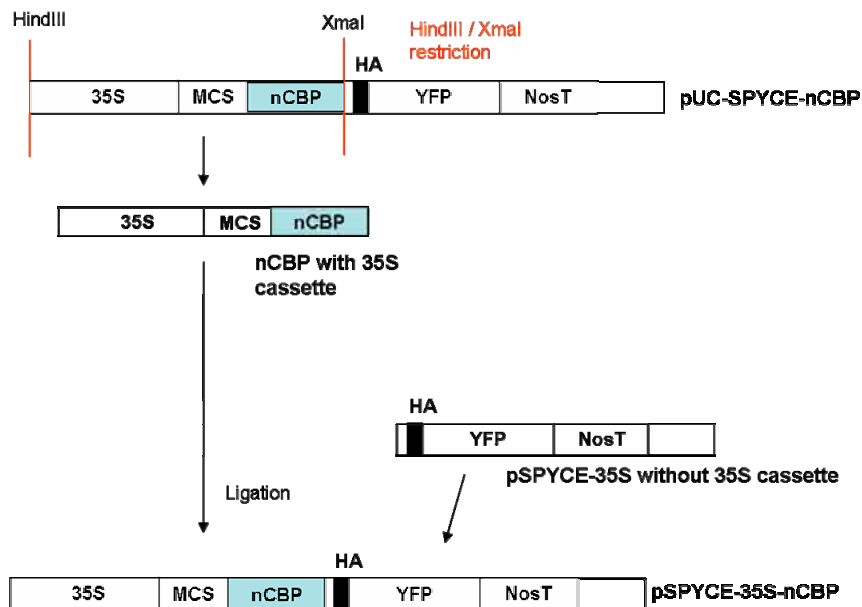 HindIII
XmaI
HindIII / XmaI
restriction
HA
35S MCS nCBP YFP NosT pUC-SPYCE-nCBP
35S MCS nCBP
nCBP with 35S
cassette
HA
YFP NosT
pSPYCE-35S without 35S cassette
Ligation
HA
35S MCS nCBP YFP NosT pSPYCE-35S-nCBP